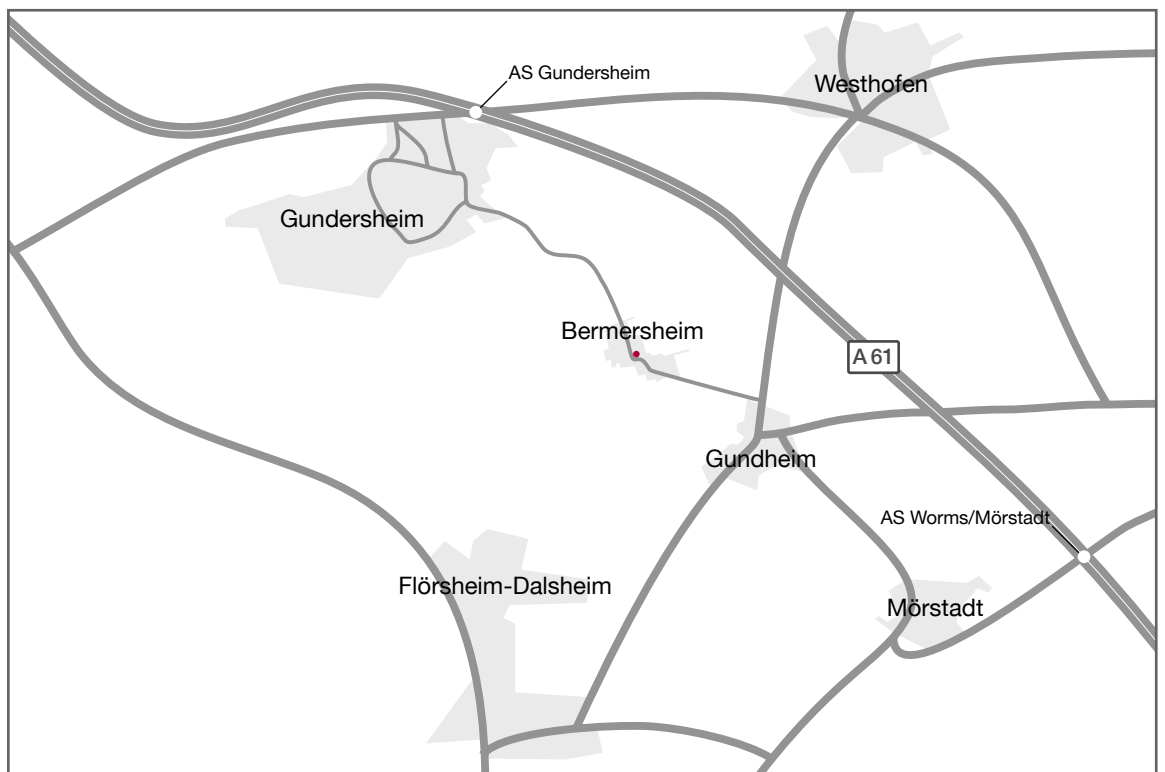 AS Gundersheim
Westhofen
Gundersheim
Bermersheim
A 61
Gundheim
AS Worms/Mörstadt
Flörsheim-Dalsheim
Mörstadt